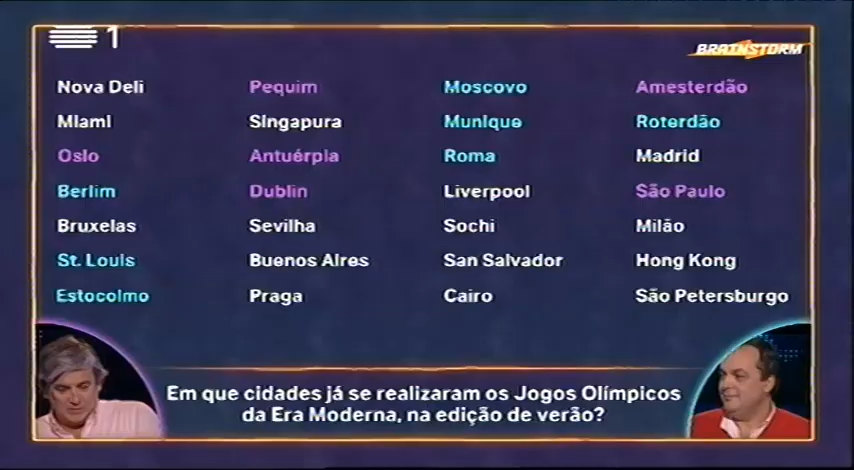 1
BRAINSTORM
Nova Deli Pequim Moscovo Amesterdão
Miami Singapura Munique Roterdão
Oslo Antuérpia Roma Madrid
Berlim Dublin Liverpool São Paulo
Bruxelas Sevilha Sochi Milão
St. Louis Buenos Aires San Salvador Hong Kong
Estocolmo Praga Cairo São Petersburgo
Em que cidades já se realizaram os Jogos Olímpicos
da Era Moderna, na edição de verão?